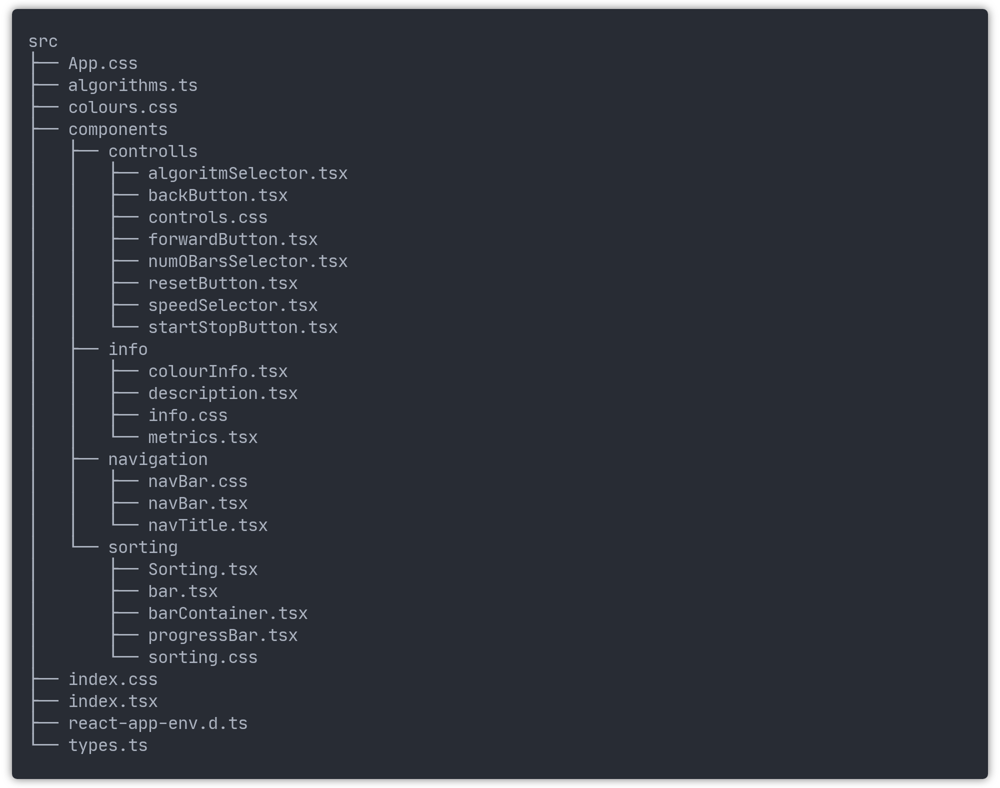 src
├── App.css
├── algorithms.ts
├── colours.css
├── components
│   ├── controlls
│   │   ├── algoritmSelector.tsx
│   │   ├── backButton.tsx
│   │   ├── controls.css
│   │   ├── forwardButton.tsx
│   │   ├── numOBarsSelector.tsx
│   │   ├── resetButton.tsx
│   │   ├── speedSelector.tsx
│   │   └── startStopButton.tsx
│   ├── info
│   │   ├── colourInfo.tsx
│   │   ├── description.tsx
│   │   ├── info.css
│   │   └── metrics.tsx
│   ├── navigation
│   │   ├── navBar.css
│   │   ├── navBar.tsx
│   │   └── navTitle.tsx
│   └── sorting
│       ├── Sorting.tsx
│       ├── bar.tsx
│       ├── barContainer.tsx
│       ├── progressBar.tsx
│       └── sorting.css
├── index.css
├── index.tsx
├── react-app-env.d.ts
└── types.ts